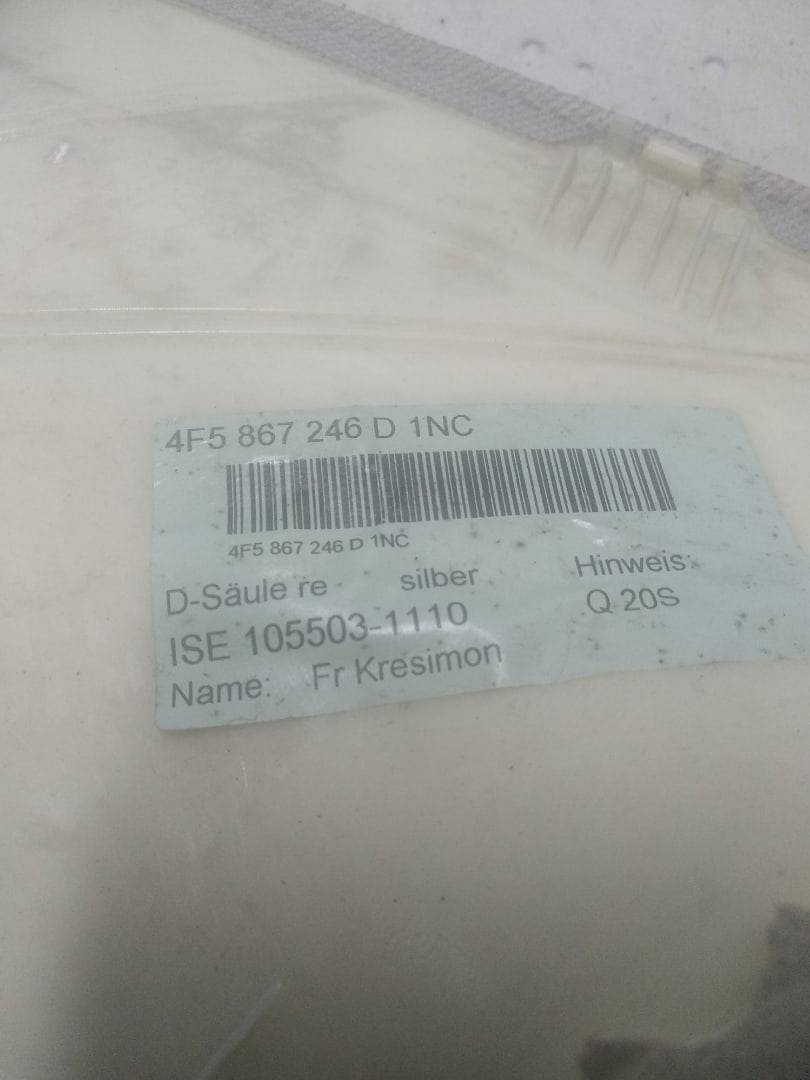 4F5 867 246 D 1NC
4F5 867 246 D 1NC
D-Säule re silber Hinweis:
ISE 105503-1110 Q 20S
Name: Fr Kresimon